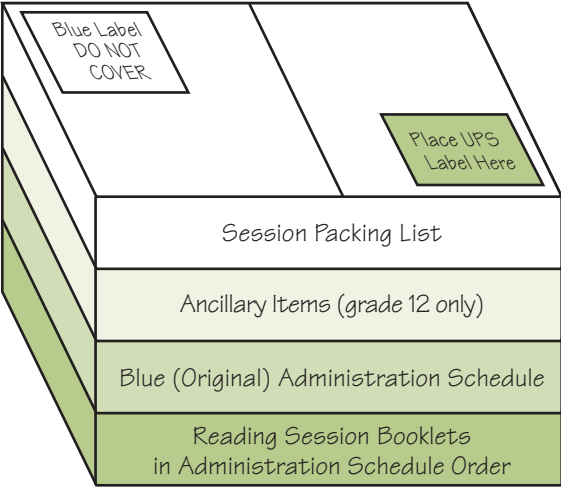 Blue Label
DO NOT
COVER
Place UPS
Label Here
Session Packing List
Ancillary Items (grade 12 only)
Blue (Original) Administration Schedule
Reading Session Booklets
in Administration Schedule Order